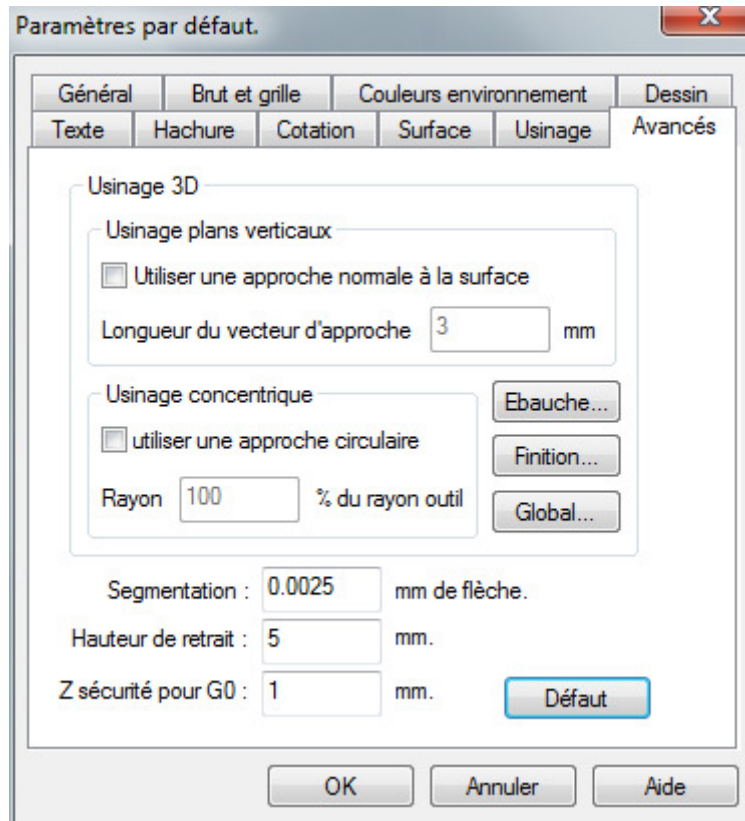 Paramètres par défaut.
x
Général Brut et grille Couleurs environnement Dessin
Texte Hachure Cotation Surface Usinage Avancés
Usinage 3D
Usinage plans verticaux
Utiliser une approche normale à la surface
Longueur du vecteur d'approche 3 mm
Usinage concentrique
utiliser une approche circulaire
Rayon 100 % du rayon outil
Ebauche...
Finition...
Global...
Segmentation : 0.0025 mm de flèche.
Hauteur de retrait : 5 mm.
Z sécurité pour G0 : 1 mm.
Défaut
OK Annuler Aide